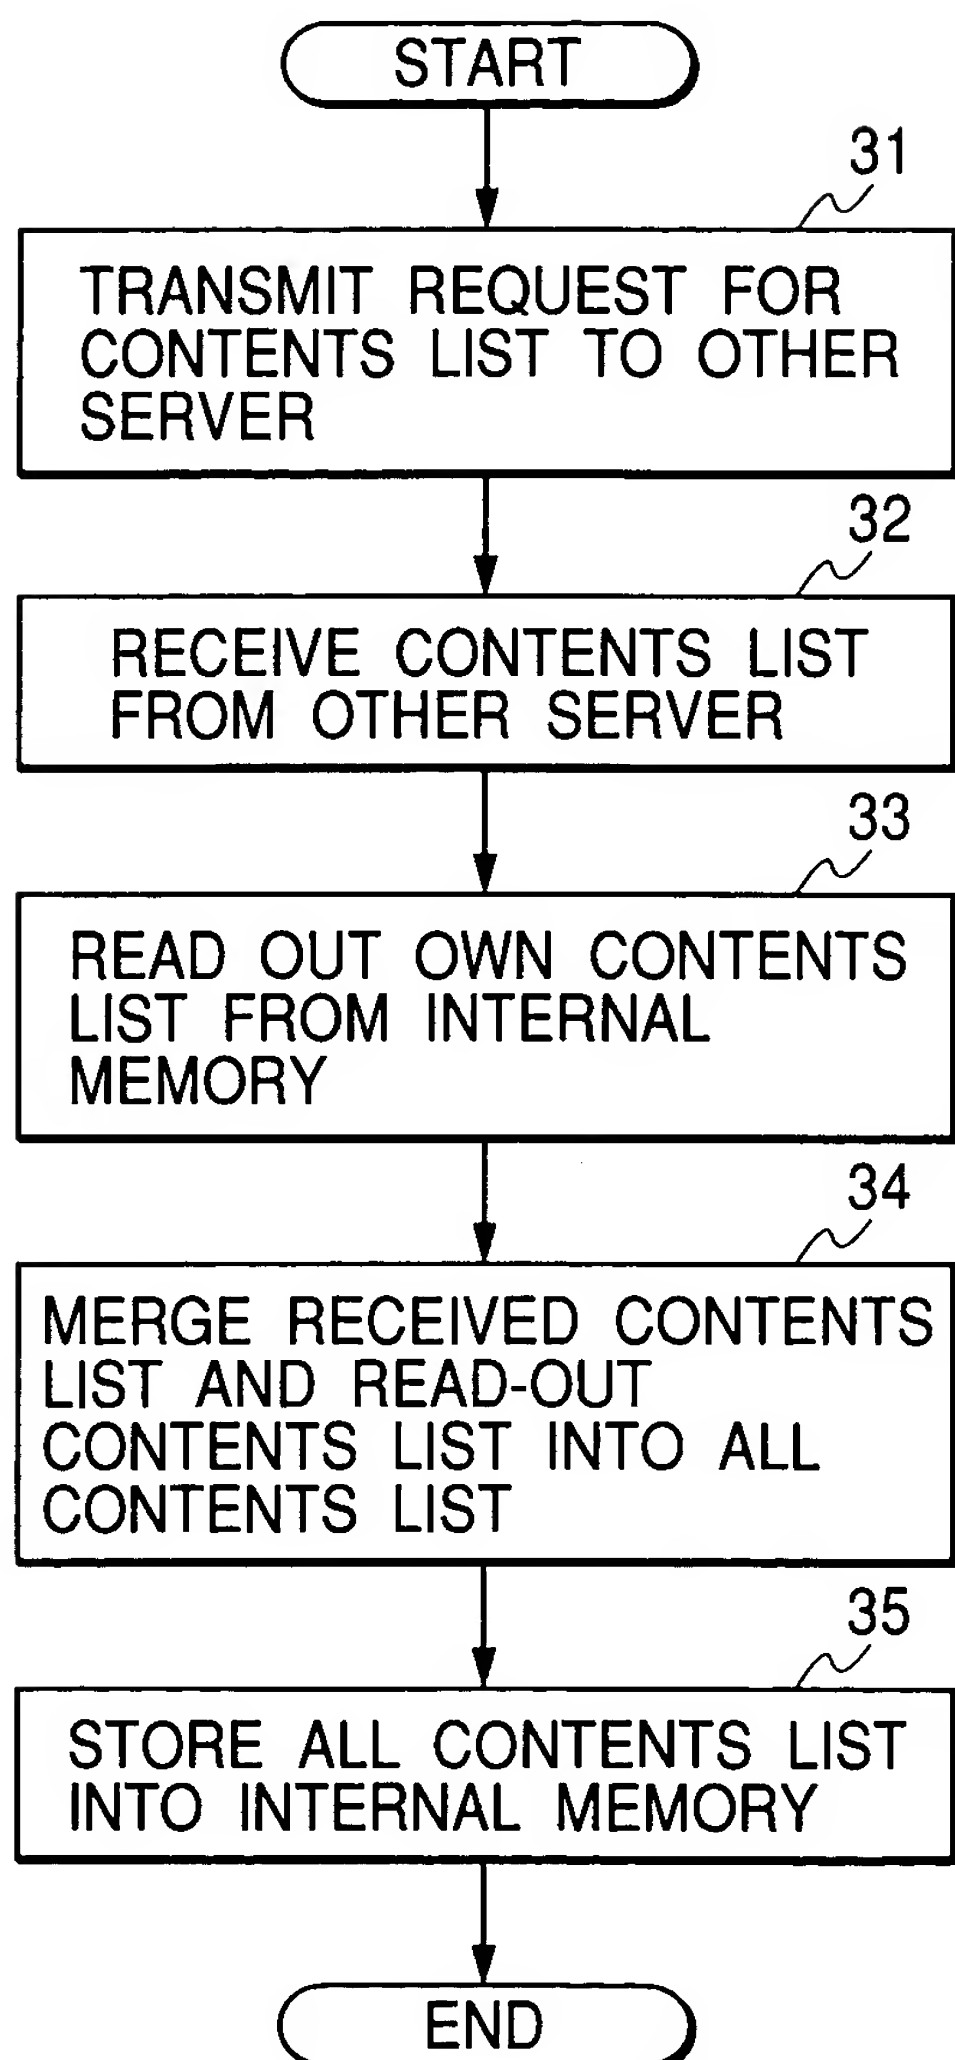 START
31
TRANSMIT REQUEST FOR
CONTENTS LIST TO OTHER
SERVER
32
RECEIVE CONTENTS LIST
FROM OTHER SERVER
33
READ OUT OWN CONTENTS
LIST FROM INTERNAL
MEMORY
34
MERGE RECEIVED CONTENTS
LIST AND READ-OUT
CONTENTS LIST INTO ALL
CONTENTS LIST
35
STORE ALL CONTENTS LIST
INTO INTERNAL MEMORY
END